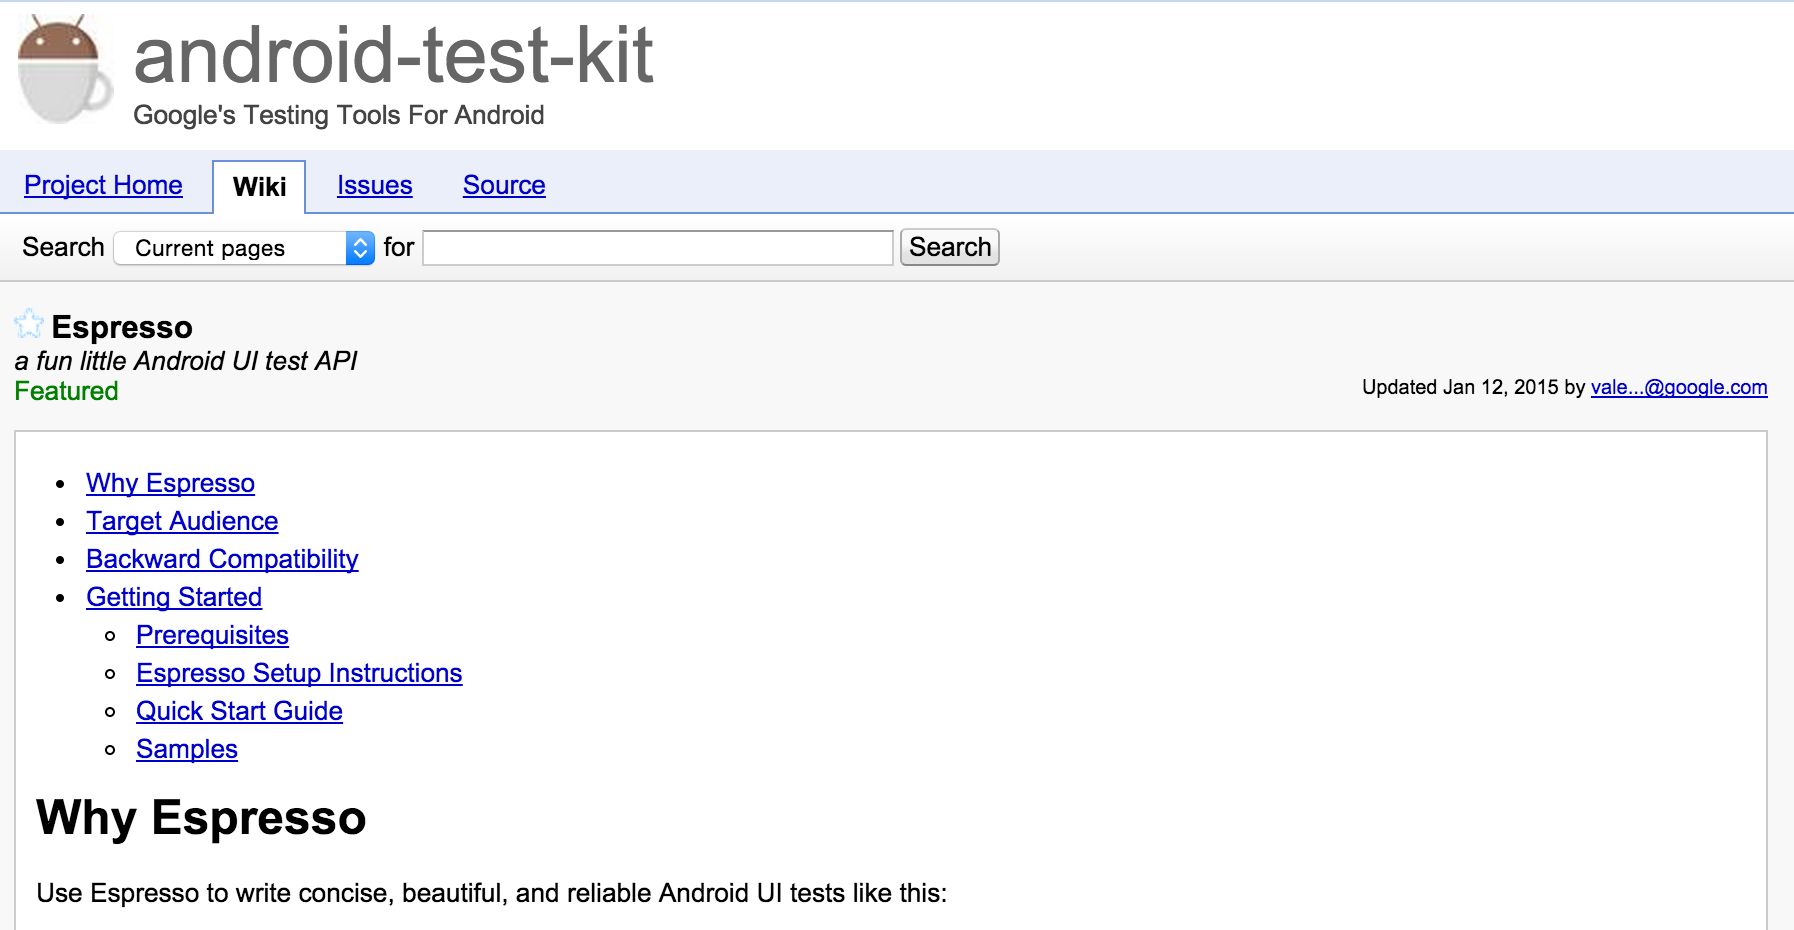 android-test-kit
Google's Testing Tools For Android
Project Home Wiki Issues Source
Search Current pages for Search
Espresso
a fun little Android UI test API
Featured
Updated Jan 12, 2015 by vale...@google.com
Why Espresso
Target Audience
Backward Compatibility
Getting Started
Prerequisites
Espresso Setup Instructions
Quick Start Guide
Samples
Why Espresso
Use Espresso to write concise, beautiful, and reliable Android UI tests like this: